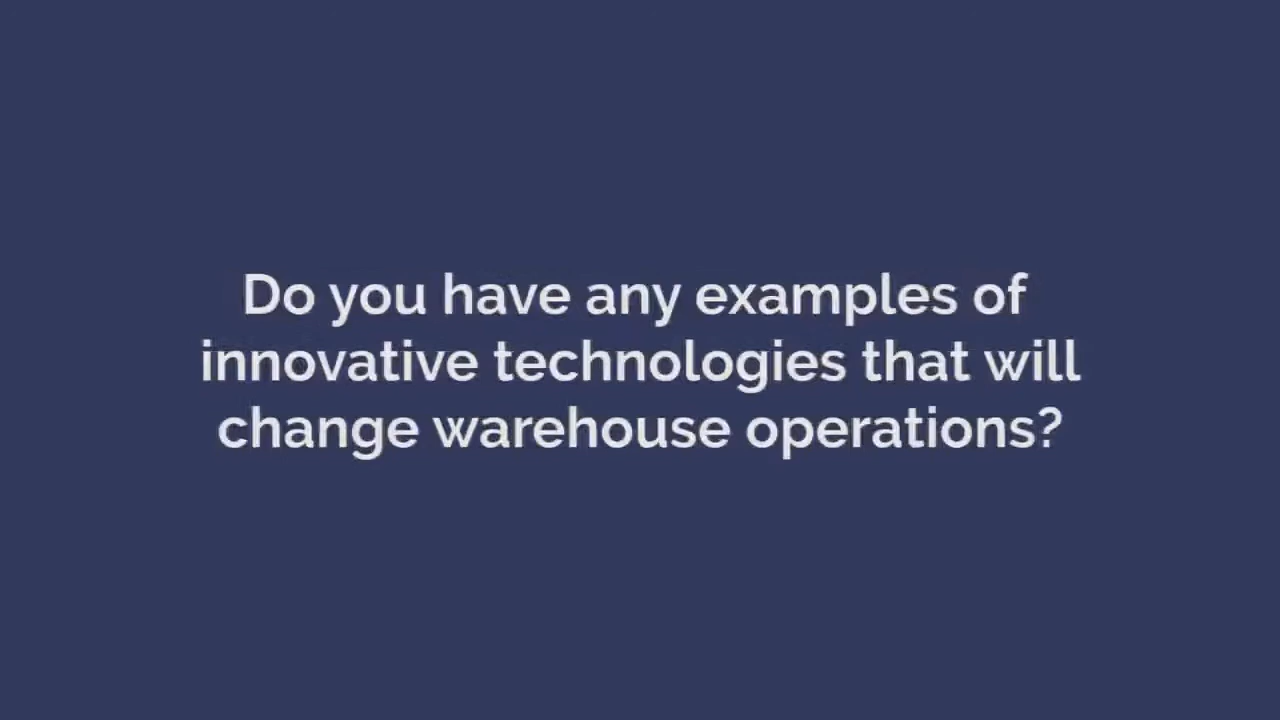 Do you have any examples of
innovative technologies that will
change warehouse operations?